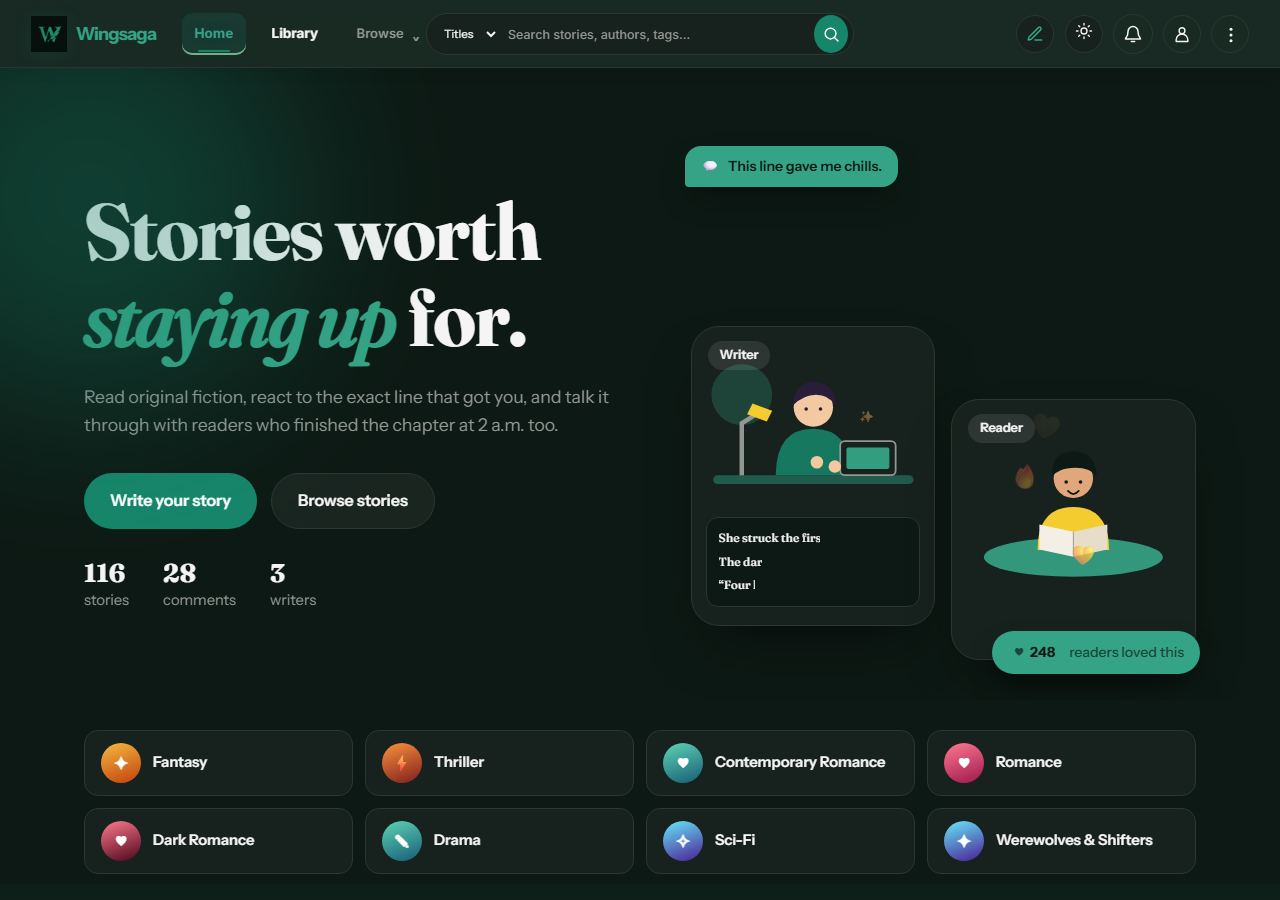 W Wingsaga
Home
Library
Browse
Titles
Search stories, authors, tags...
This line gave me chills.
Stories worth
staying up for.
Read original fiction, react to the exact line that got you, and talk it
through with readers who finished the chapter at 2 a.m. too.
Write your story
Browse stories
116
stories
28
comments
3
writers
Writer
She struck the firs
The dar
“Four
Reader
248 readers loved this
Fantasy
Thriller
Contemporary Romance
Romance
Dark Romance
Drama
Sci-Fi
Werewolves & Shifters